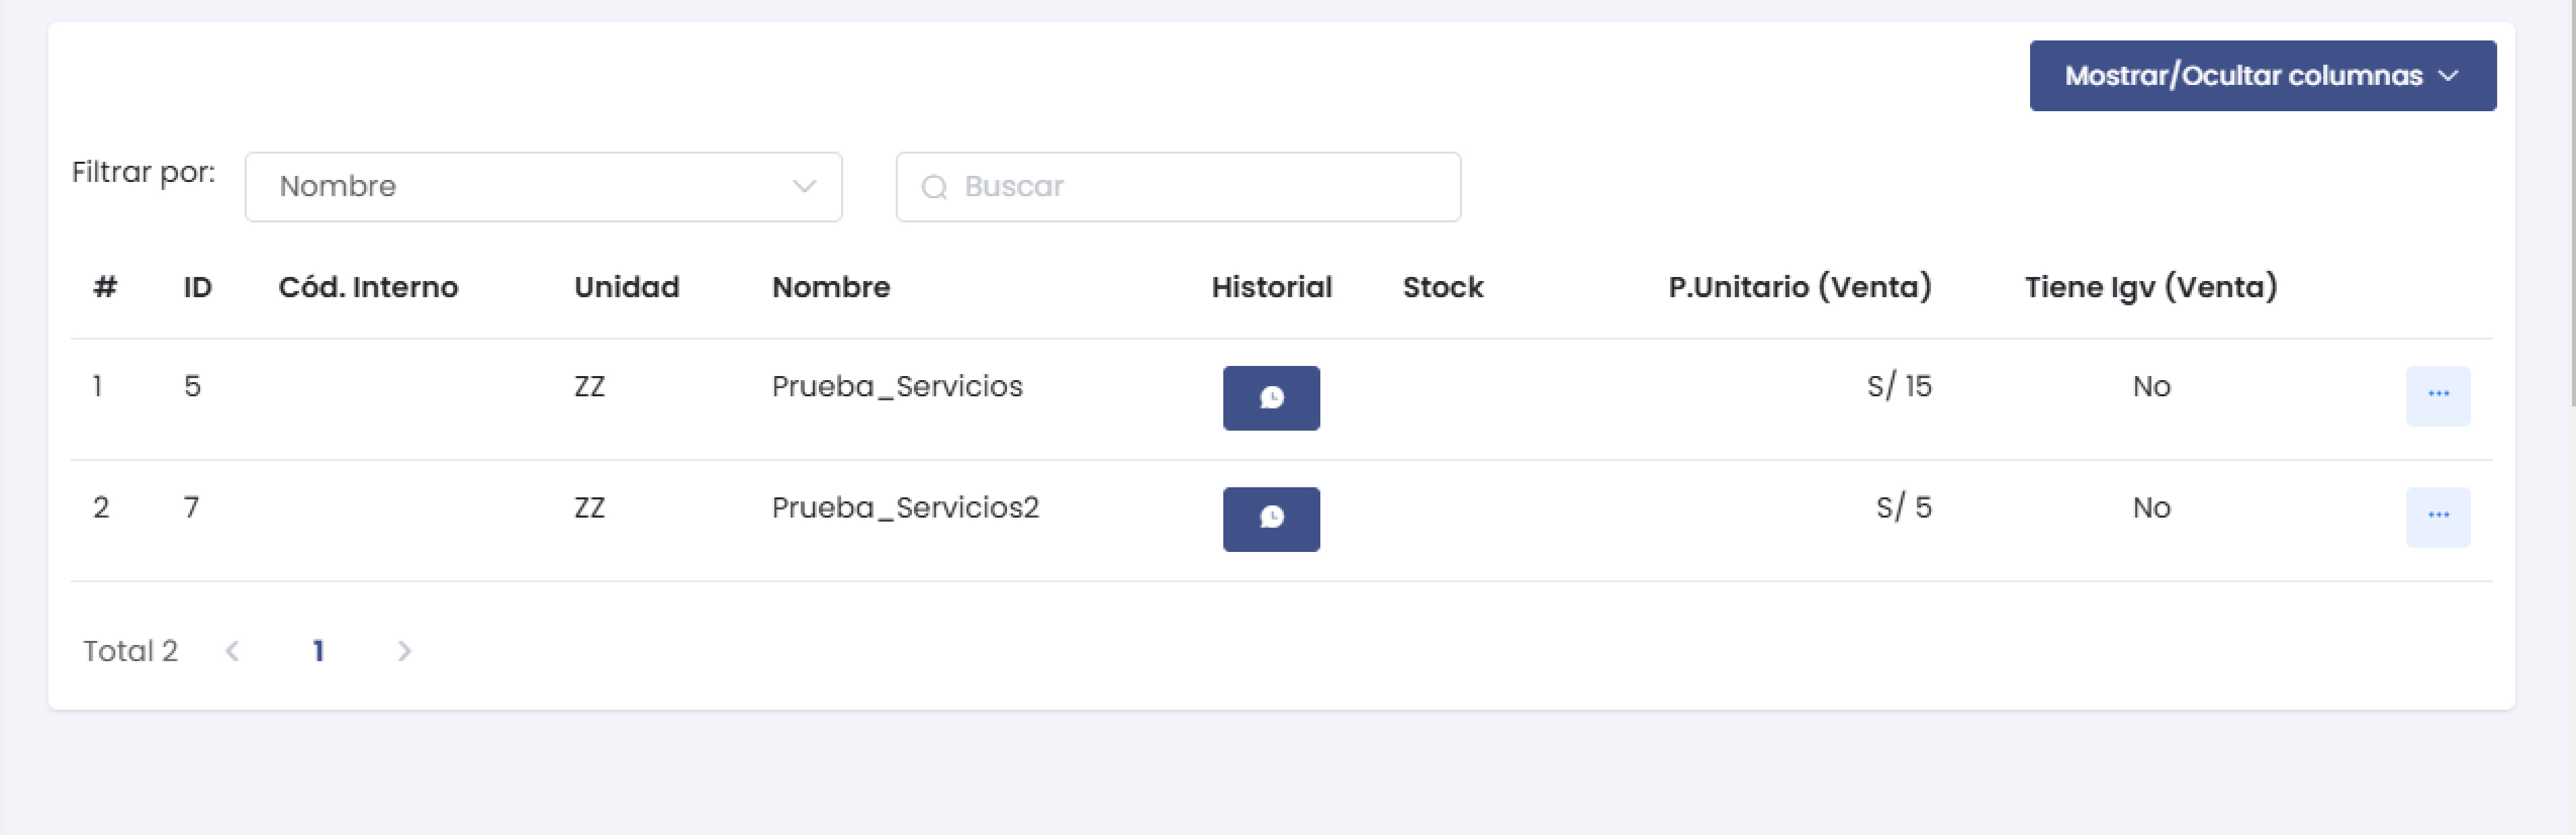 Mostrar/Ocultar columnas
Filtrar por: Nombre Buscar
# ID Cód. Interno Unidad Nombre Historial Stock P.Unitario (Venta) Tiene Igv (Venta)
1 5 ZZ Prueba_Servicios S/ 15 No ...
2 7 ZZ Prueba_Servicios2 S/ 5 No ...
Total 2 < 1 >